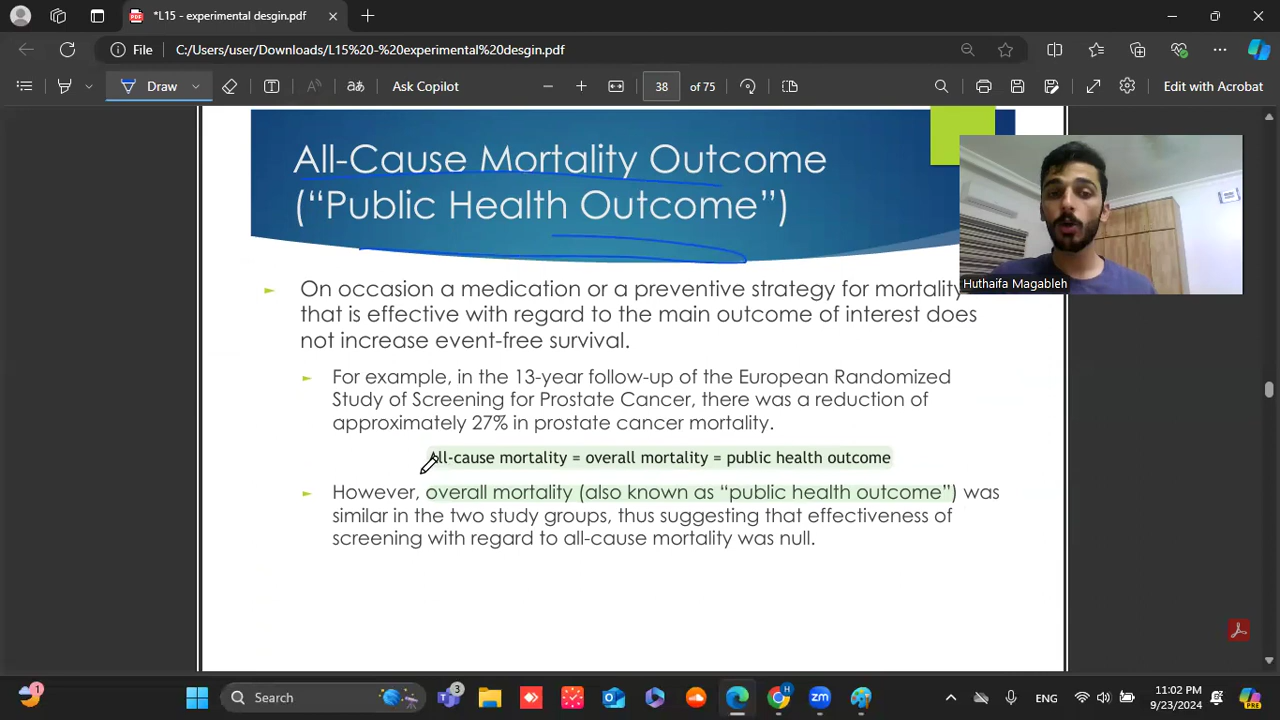 *L15 - experimental desgin.pdf
File
C:/Users/user/Downloads/L15%20-%20experimental%20desgin.pdf
Draw
aあ
Ask Copilot
38
of 75
Edit with Acrobat
All-Cause Mortality Outcome
(“Public Health Outcome”)
Huthaifa Magableh
On occasion a medication or a preventive strategy for mortality
that is effective with regard to the main outcome of interest does
not increase event-free survival.
For example, in the 13-year follow-up of the European Randomized
Study of Screening for Prostate Cancer, there was a reduction of
approximately 27% in prostate cancer mortality.
All-cause mortality = overall mortality = public health outcome
However, overall mortality (also known as “public health outcome”) was
similar in the two study groups, thus suggesting that effectiveness of
screening with regard to all-cause mortality was null.
1
Search
3
H
zm
ENG
11:02 PM
9/23/2024
PRE